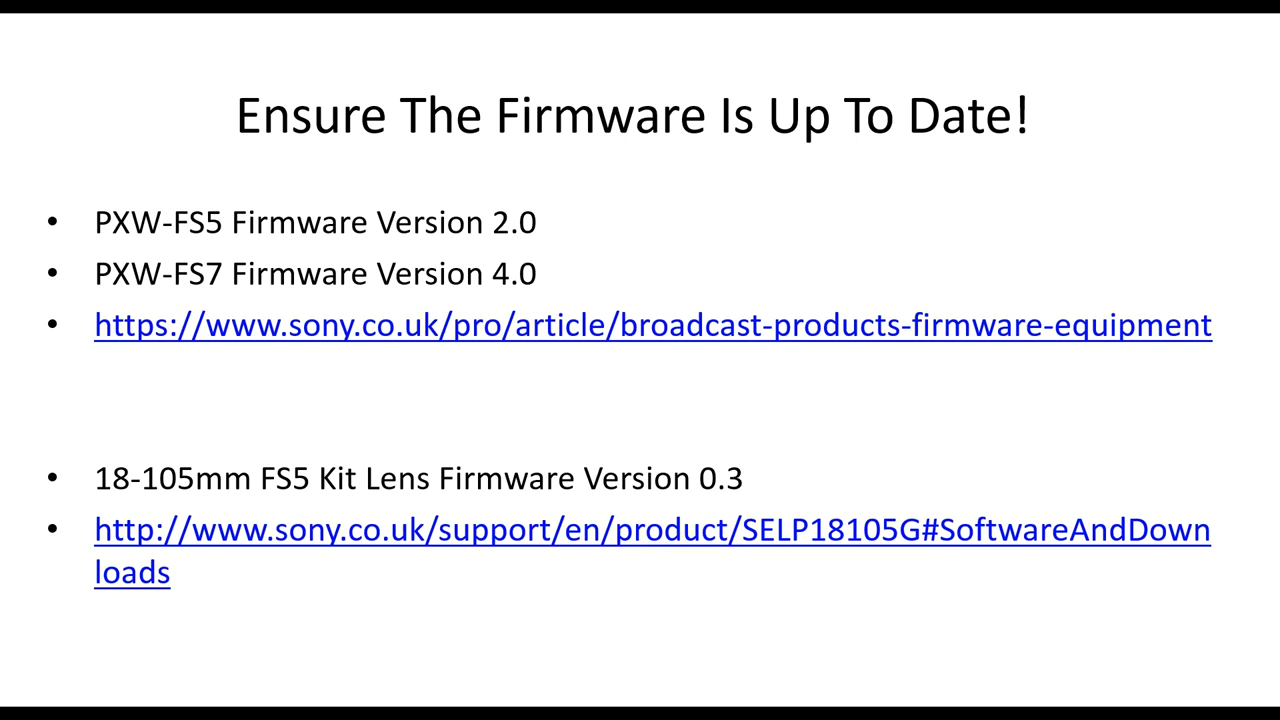 Ensure The Firmware Is Up To Date!
• PXW-FS5 Firmware Version 2.0
• PXW-FS7 Firmware Version 4.0
• https://www.sony.co.uk/pro/article/broadcast-products-firmware-equipment
• 18-105mm FS5 Kit Lens Firmware Version 0.3
• http://www.sony.co.uk/support/en/product/SELP18105G#SoftwareAndDown
loads